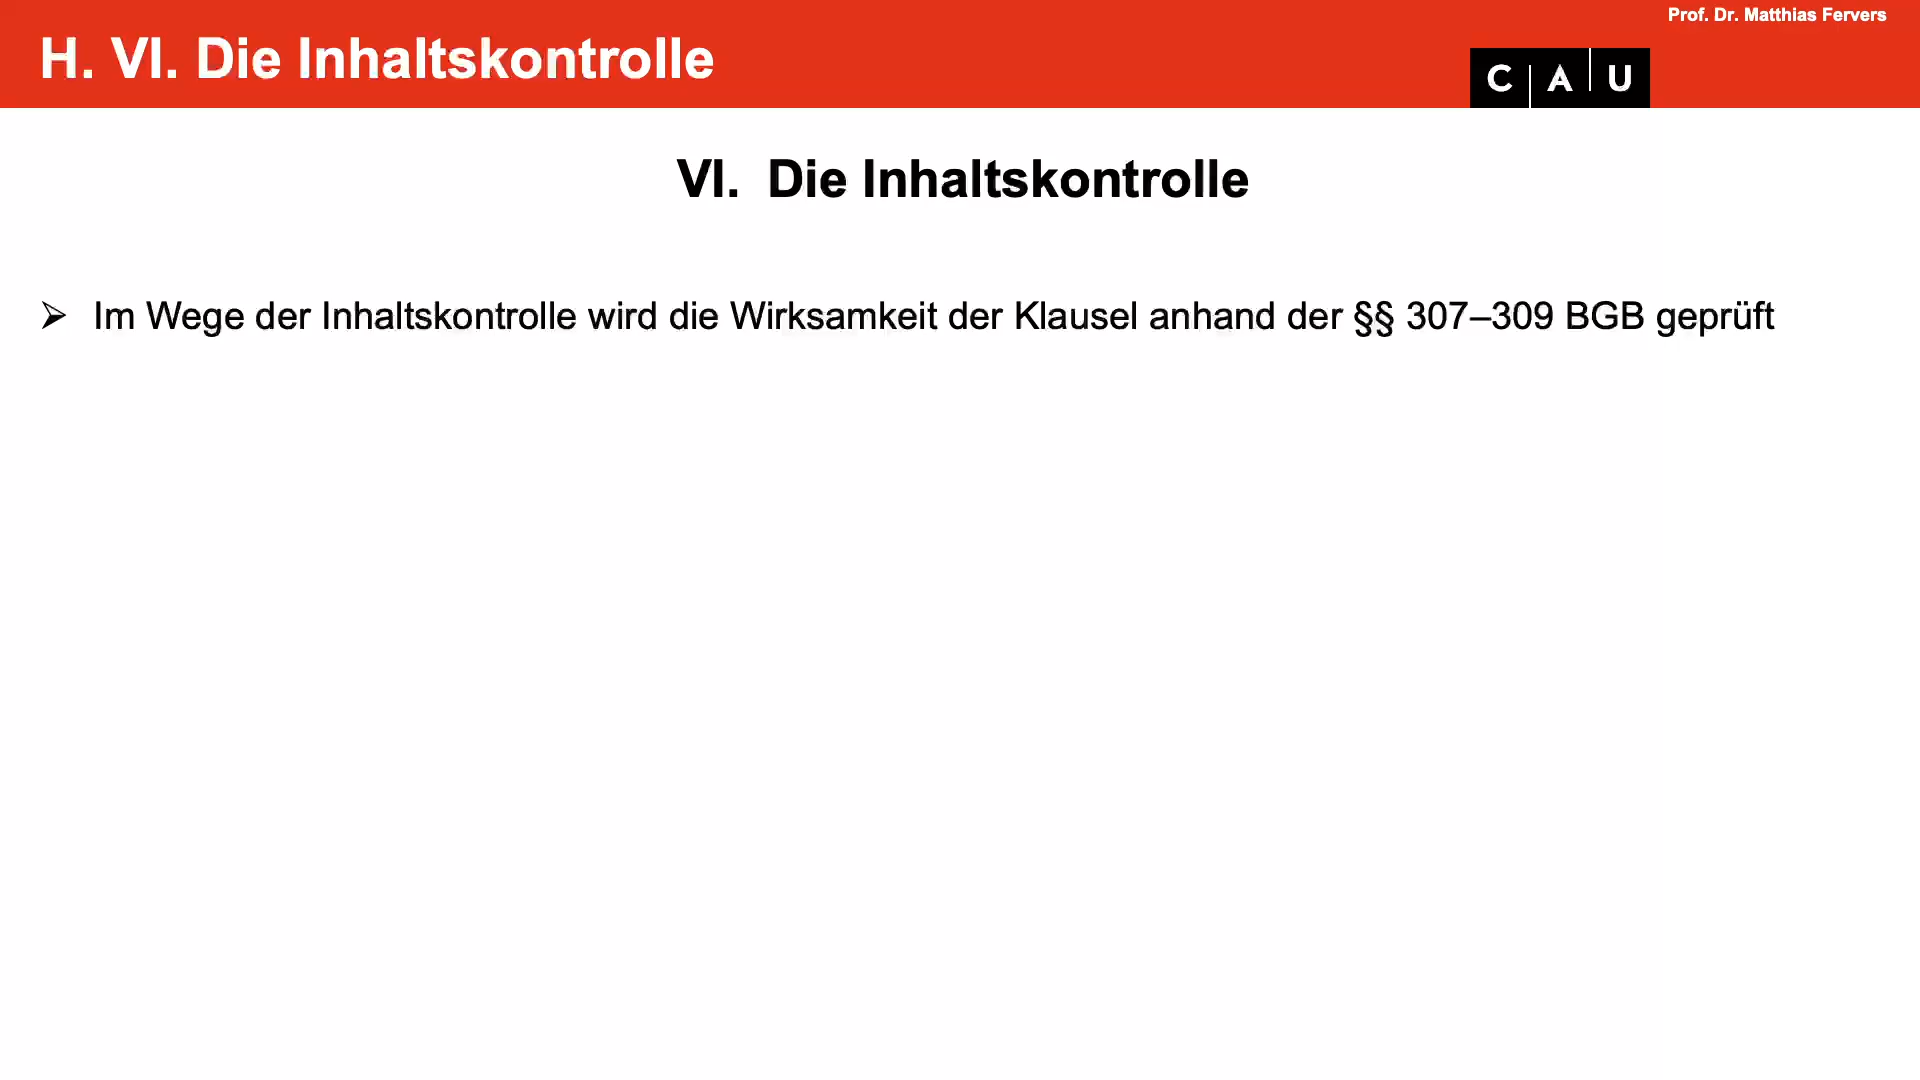 Prof. Dr. Matthias Fervers
H. VI. Die Inhaltskontrolle
C A U
VI. Die Inhaltskontrolle
➢ Im Wege der Inhaltskontrolle wird die Wirksamkeit der Klausel anhand der §§ 307–309 BGB geprüft